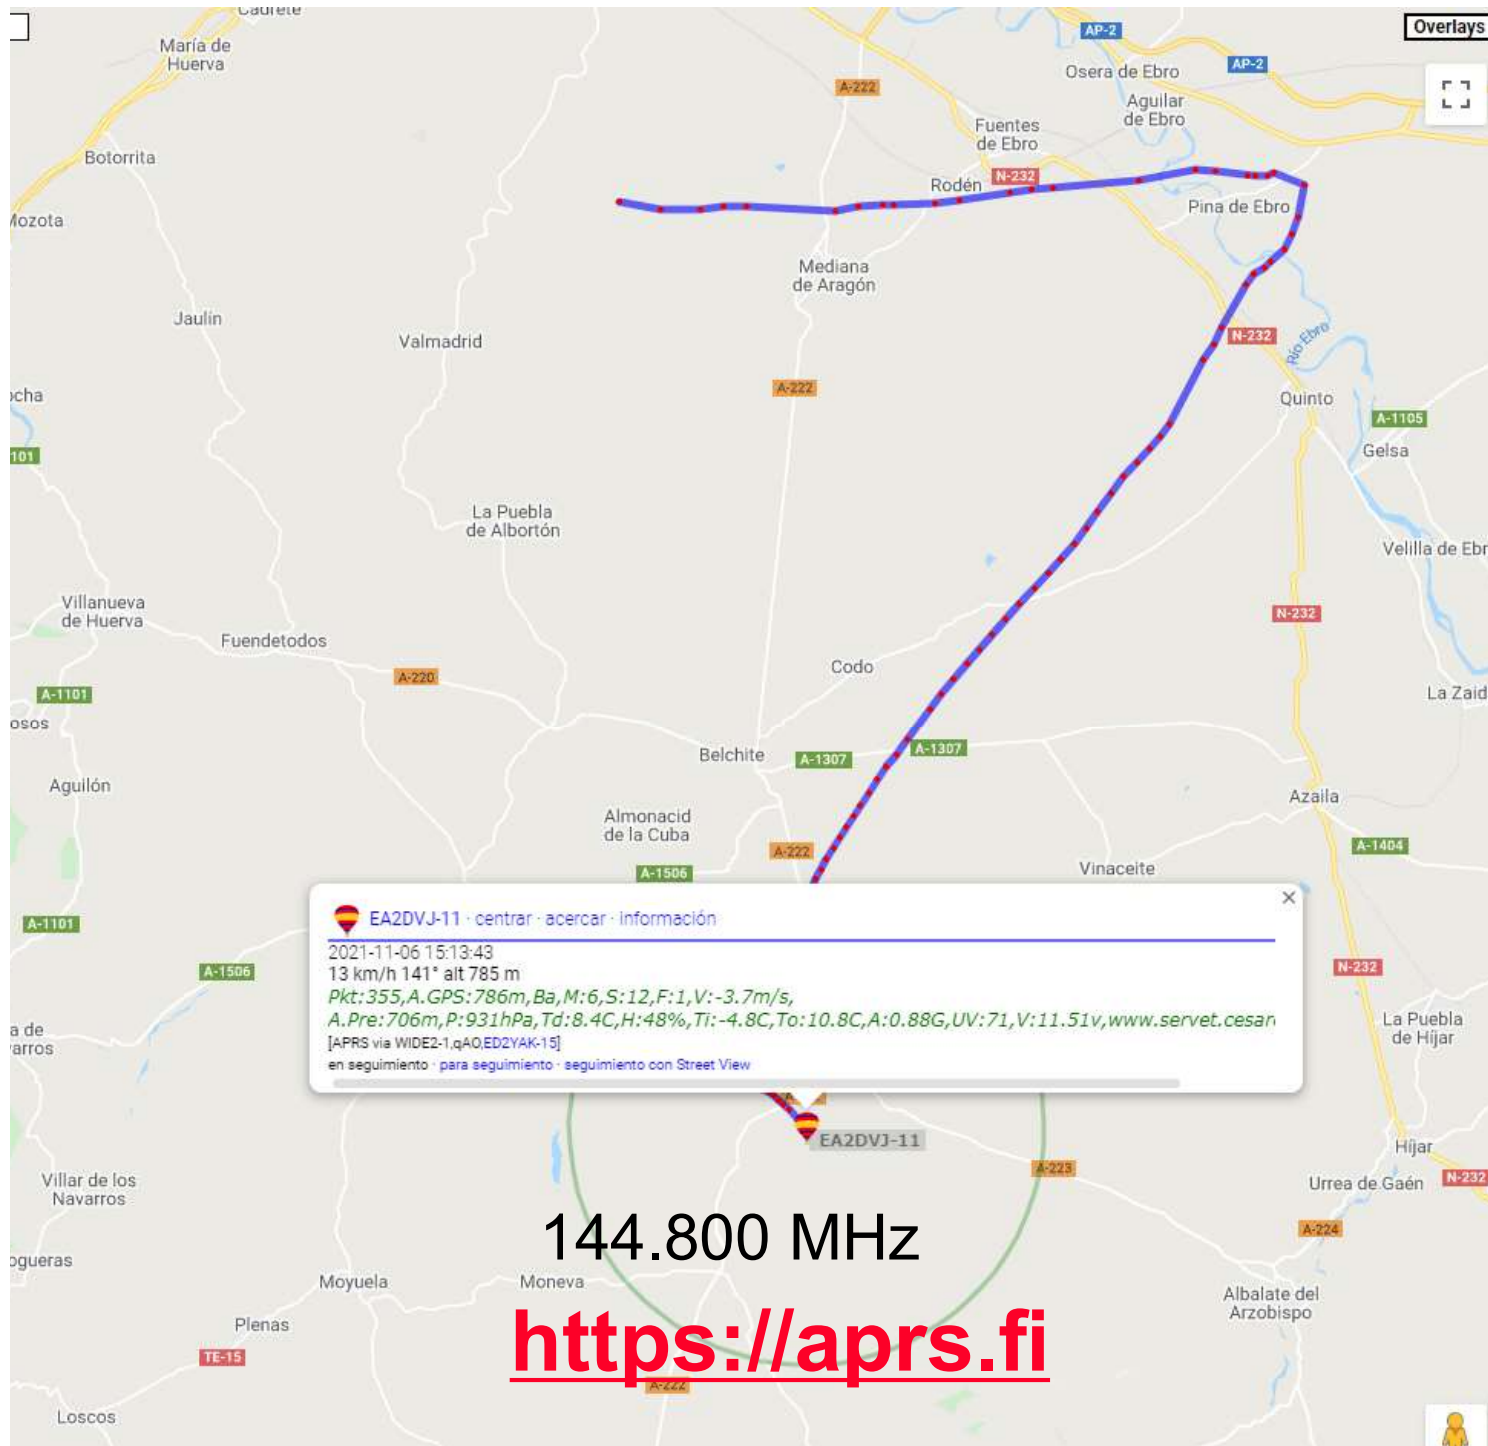 Cadrete
Overlays
María de
Huerva
AP-2
Osera de Ebro
AP-2
A-222
Aguilar
de Ebro
Fuentes
de Ebro
Botorrita
N-232
Rodén
Pina de Ebro
Mozota
Mediana
de Aragón
Jaulín
Valmadrid
N-232
Río Ebro
A-222
ocha
Quinto
A-1105
Gelsa
101
La Puebla
de Albortón
Velilla de Ebr
Villanueva
de Huerva
N-232
Fuendetodos
Codo
A-220
A-1101
La Zaid
osos
Belchite
A-1307
A-1307
Aguilón
Azaila
Almonacid
de la Cuba
A-222
A-1404
A-1506
Vinaceite
EA2DVJ-11 · centrar · acercar · información
A-1101
2021-11-06 15:13:43
13 km/h 141° alt 785 m
A-1506
N-232
Pkt:355,A.GPS:786m,Ba,M:6,S:12,F:1,V:-3.7m/s,
A.Pre:706m,P:931hPa,Td:8.4C,H:48%,Ti:-4.8C,To:10.8C,A:0.88G,UV:71,V:11.51v,www.servet.cesar
[APRS via WIDE2-1,qAO,ED2YAK-15]
en seguimiento · para seguimiento · seguimiento con Street View
a de
arros
La Puebla
de Híjar
EA2DVJ-11
Híjar
A-223
Villar de los
Navarros
Urrea de Gaén
N-232
144.800 MHz
A-224
ogueras
Moyuela
Moneva
Albalate del
Arzobispo
Plenas
https://aprs.fi
TE-15
A-222
Loscos